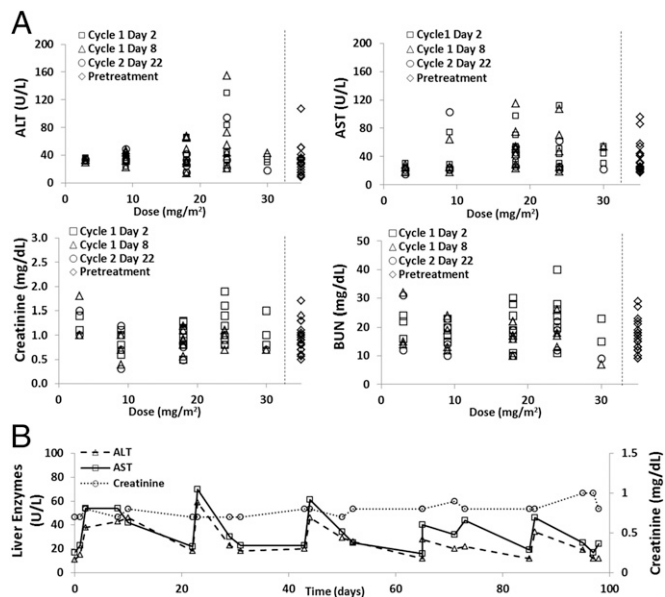 A
ALT (U/L)
200
160
120
80
40
0
Cycle 1 Day 2
Cycle 1 Day 8
Cycle 2 Day 22
Pretreatment
0 10 20 30
Dose (mg/m²)
AST (U/L)
200
160
120
80
40
0
Cycle1 Day 2
Cycle 1 Day 8
Cycle 2 Day 22
Pretreatment
0 10 20 30
Dose (mg/m²)
Creatinine (mg/dL)
3.0
2.5
2.0
1.5
1.0
0.5
0.0
Cycle 1 Day 2
Cycle 1 Day 8
Cycle 2 Day 22
Pretreatment
0 10 20 30
Dose (mg/m²)
BUN (mg/dL)
50
40
30
20
10
0
Cycle 1 Day 2
Cycle 1 Day 8
Cycle 2 Day 22
Pretreatment
0 10 20 30
Dose (mg/m²)
B
Liver Enzymes
(U/L)
100
80
60
40
20
0
ALT
AST
Creatinine
1.5
1
0.5
0
Creatinine (mg/dL)
0 20 40 60 80 100
Time (days)